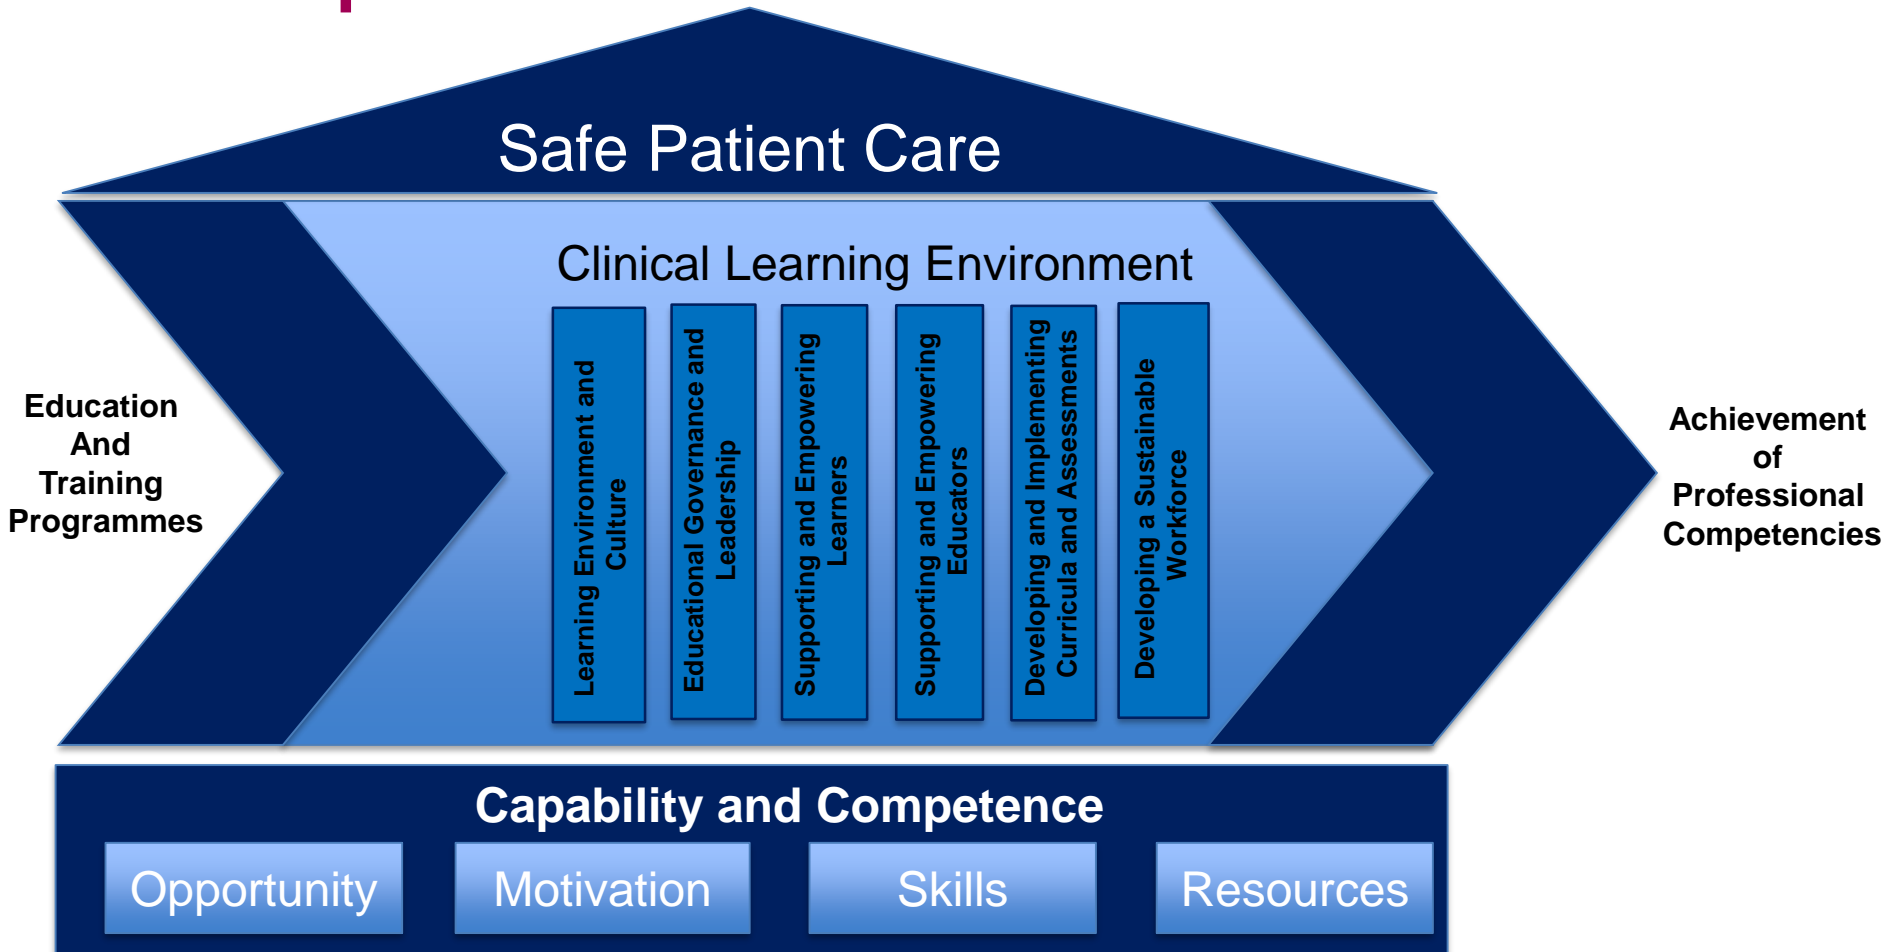 Safe Patient Care
Clinical Learning Environment
Education
And
Training
Programmes
Learning Environment and
Culture
Educational Governance and
Leadership
Supporting and Empowering
Learners
Supporting and Empowering
Educators
Developing and Implementing
Curricula and Assessments
Developing a Sustainable
Workforce
Achievement
of
Professional
Competencies
Capability and Competence
Opportunity
Motivation
Skills
Resources